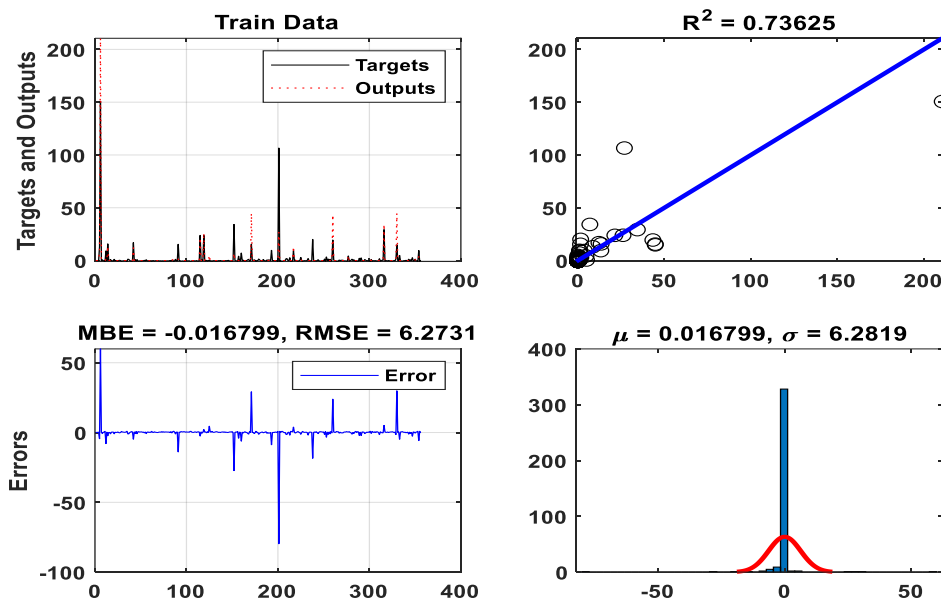 Train Data
Targets and Outputs
200
150
100
50
0
Targets
Outputs
0 100 200 300 400
R² = 0.73625
200
150
100
50
0
0 50 100 150 200
MBE = -0.016799, RMSE = 6.2731
Errors
50
0
-50
-100
Error
0 100 200 300 400
μ = 0.016799, σ = 6.2819
400
300
200
100
0
-50 0 50